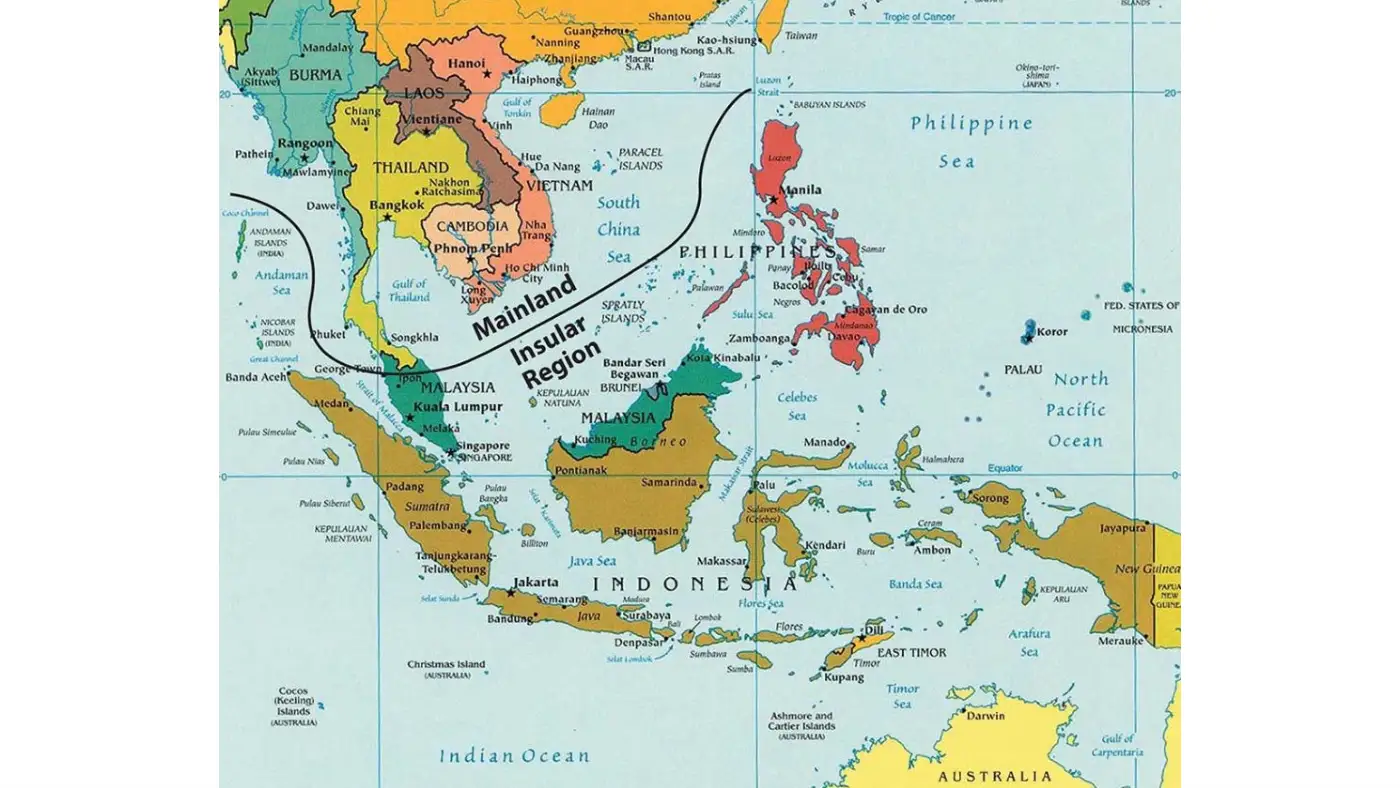 Shantou
Taiwan
Tropic of Cancer
Guangzhou
Nanning
Kao-hsiung
Taiwan
Mandalay
Hong Kong S.A.R.
Hanoi
Zhanjiang
Macau
S.A.R.
Akyab
(Sittwe)
BURMA
Haiphong
Pratas
Island
Luzon
Strait
Okino-tori-
shima
(JAPAN)
20
LAOS
20
Gulf of
Tonkin
Hainan
Dao
BABUYAN ISLANDS
Chiang
Mai
Vientiane
Vinh
Philippine
Sea
Rangoon
Pathein
Mawlamyine
Hue
Da Nang
PARACEL
ISLANDS
Luzon
THAILAND
Nakhon
Ratchasima
VIETNAM
Manila
Dawei
Bangkok
South
China
Sea
Coco Channel
ANDAMAN
ISLANDS
(INDIA)
CAMBODIA
Nha
Trang
Mindoro
Phnom Penh
PHILIPPINES
Samar
Andaman
Sea
Ho Chi Minh
City
Panay
Iloilo
Cebu
Gulf of
Thailand
Long
Xuyen
Palawan
Bacolod
Negros
Mainland
SPRATLY
ISLANDS
Sulu Sea
Cagayan de Oro
FED. STATES OF
MICRONESIA
NICOBAR
ISLANDS
(INDIA)
Phuket
Songkhla
Insular
Region
Zamboanga
Mindanao
Davao
Koror
Great Channel
George Town
Kota Kinabalu
Banda Aceh
Ipoh
MALAYSIA
Bandar Seri
Begawan
BRUNEI
PALAU
North
Pacific
Ocean
Medan
Strait of Malacca
Kuala Lumpur
KEPULAUAN
NATUNA
MALAYSIA
Celebes
Sea
Pulau Simeulue
Melaka
Kuching
Borneo
Singapore
SINGAPORE
Manado
Pulau Nias
Pontianak
Makassar Strait
Molucca
Sea
Halmahera
Equator
0
0
Padang
Pulau
Bangka
Samarinda
Palu
Sorong
Pulau Siberut
Sumatra
Sulawesi
(Celebes)
KEPULAUAN
MENTAWAI
Palembang
Billiton
Banjarmasin
Ceram
Jayapura
Kendari
Buru
Ambon
Tanjungkarang-
Telukbetung
Java Sea
Makassar
New Guinea
Jakarta
INDONESIA
Banda Sea
KEPULAUAN
ARU
PAPUA
NEW
GUINEA
Selat Sunda
Semarang
Madura
Flores Sea
Bandung
Java
Surabaya
Bali
Lombok
Flores
Dili
Merauke
Denpasar
Arafura
Sea
Selat Lombok
Sumbawa
EAST TIMOR
Christmas Island
(AUSTRALIA)
Sumba
Timor
Kupang
Cocos
(Keeling)
Islands
(AUSTRALIA)
Timor
Sea
Ashmore and
Cartier Islands
(AUSTRALIA)
Darwin
Gulf of
Carpentaria
Indian Ocean
AUSTRALIA